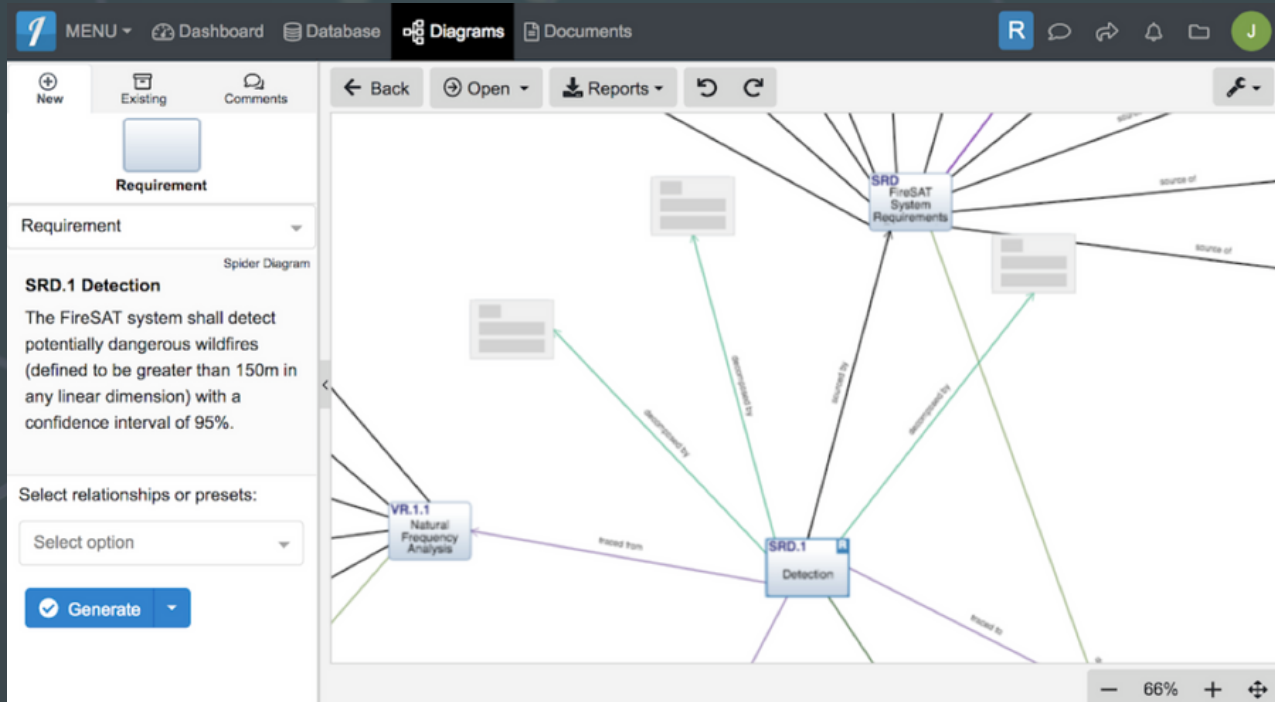 MENU Dashboard Database Diagrams Documents R J
New Existing Comments
Back Open Reports
Requirement
Requirement
Spider Diagram
SRD.1 Detection
The FireSAT system shall detect
potentially dangerous wildfires
(defined to be greater than 150m in
any linear dimension) with a
confidence interval of 95%.
Select relationships or presets:
Select option
Generate
source of
SRD
FireSAT
System
Requirements
source of
source of
decomposed by
decomposed by
sourced by
decomposed by
VR.1.1
Natural
Frequency
Analysis
traced from
SRD.1
Detection
traced to
66%